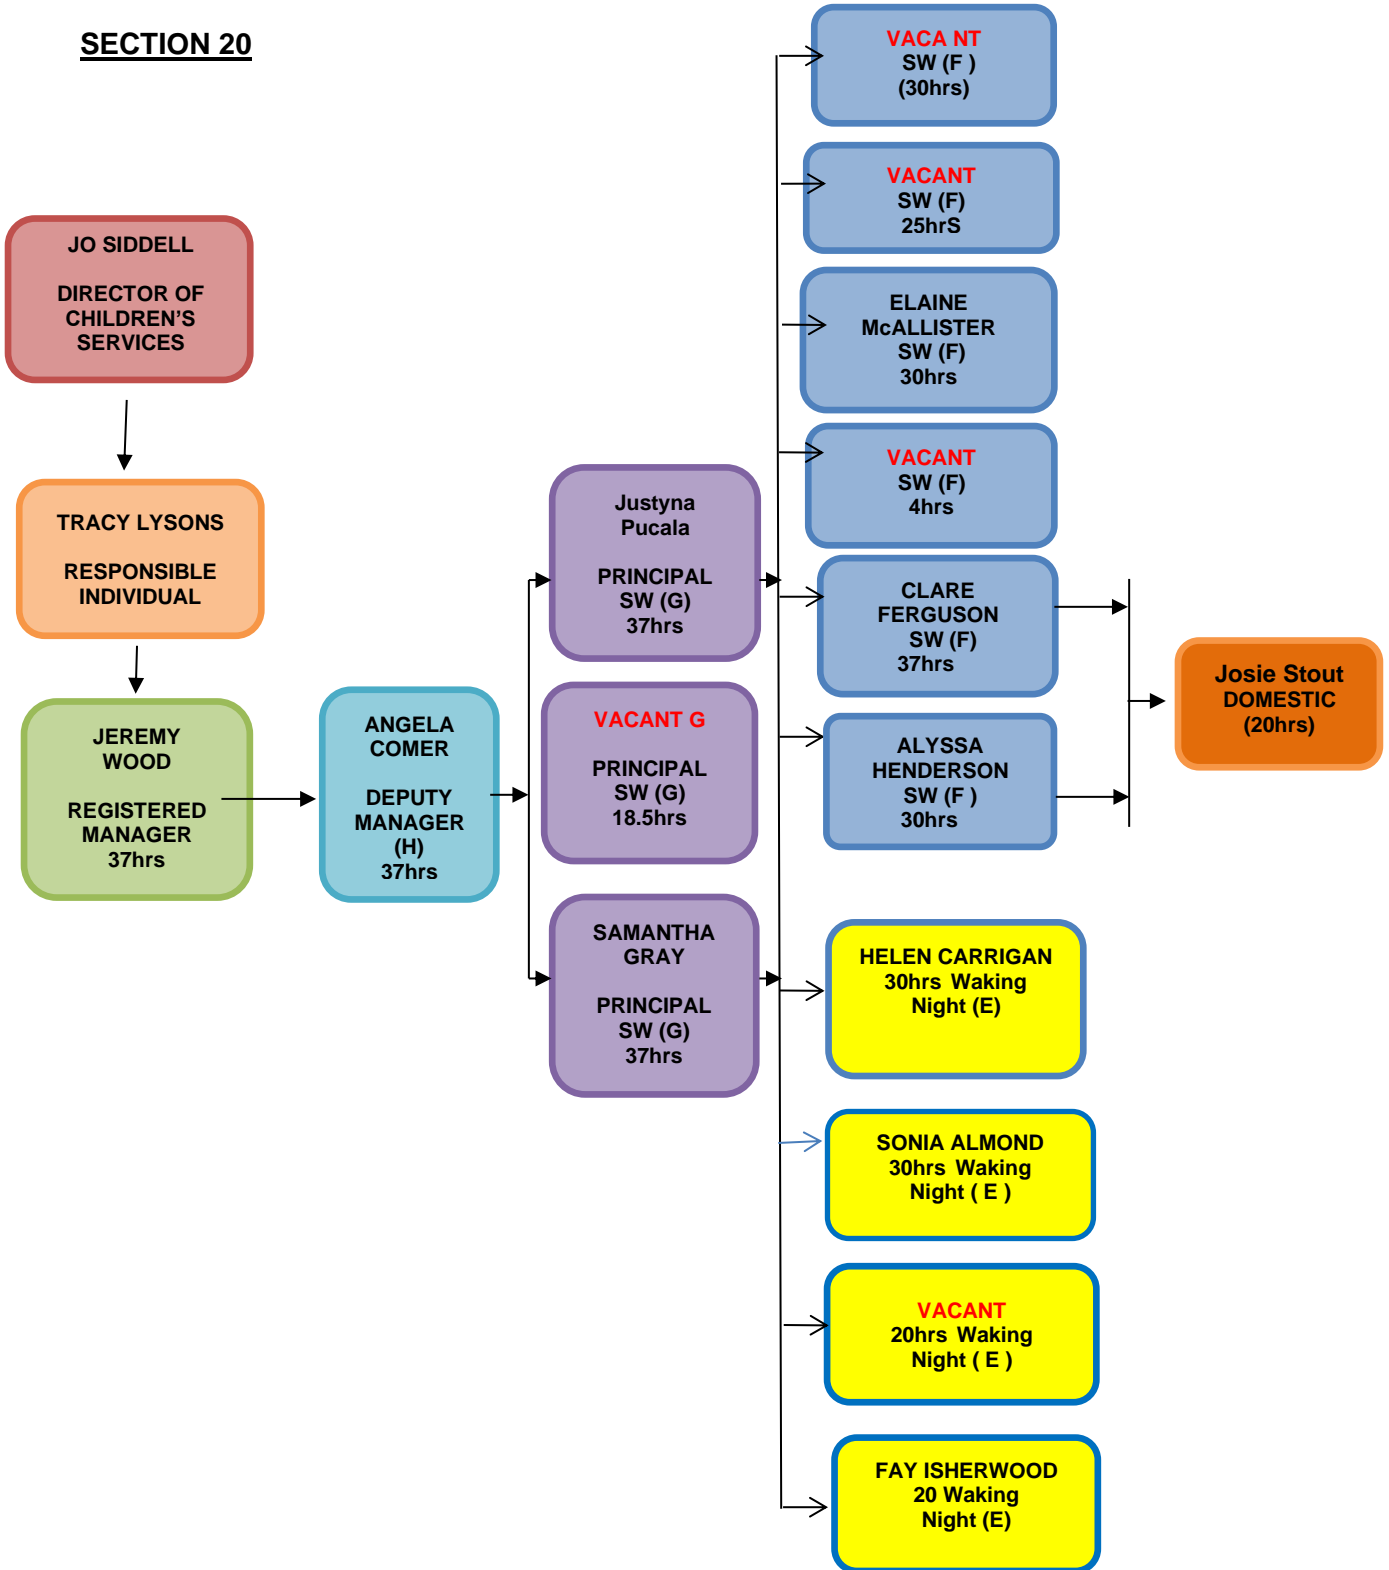 SECTION 20
JO SIDDELL
DIRECTOR OF
CHILDREN'S
SERVICES
TRACY LYSONS
RESPONSIBLE
INDIVIDUAL
JEREMY
WOOD
REGISTERED
MANAGER
37hrs
ANGELA
COMER
DEPUTY
MANAGER
(H)
37hrs
Justyna
Pucala
PRINCIPAL
SW (G)
37hrs
VACANT G
PRINCIPAL
SW (G)
18.5hrs
SAMANTHA
GRAY
PRINCIPAL
SW (G)
37hrs
VACA NT
SW (F )
(30hrs)
VACANT
SW (F)
25hrS
ELAINE
McALLISTER
SW (F)
30hrs
VACANT
SW (F)
4hrs
CLARE
FERGUSON
SW (F)
37hrs
ALYSSA
HENDERSON
SW (F )
30hrs
HELEN CARRIGAN
30hrs Waking
Night (E)
SONIA ALMOND
30hrs Waking
Night ( E )
VACANT
20hrs Waking
Night ( E )
FAY ISHERWOOD
20 Waking
Night (E)
Josie Stout
DOMESTIC
(20hrs)